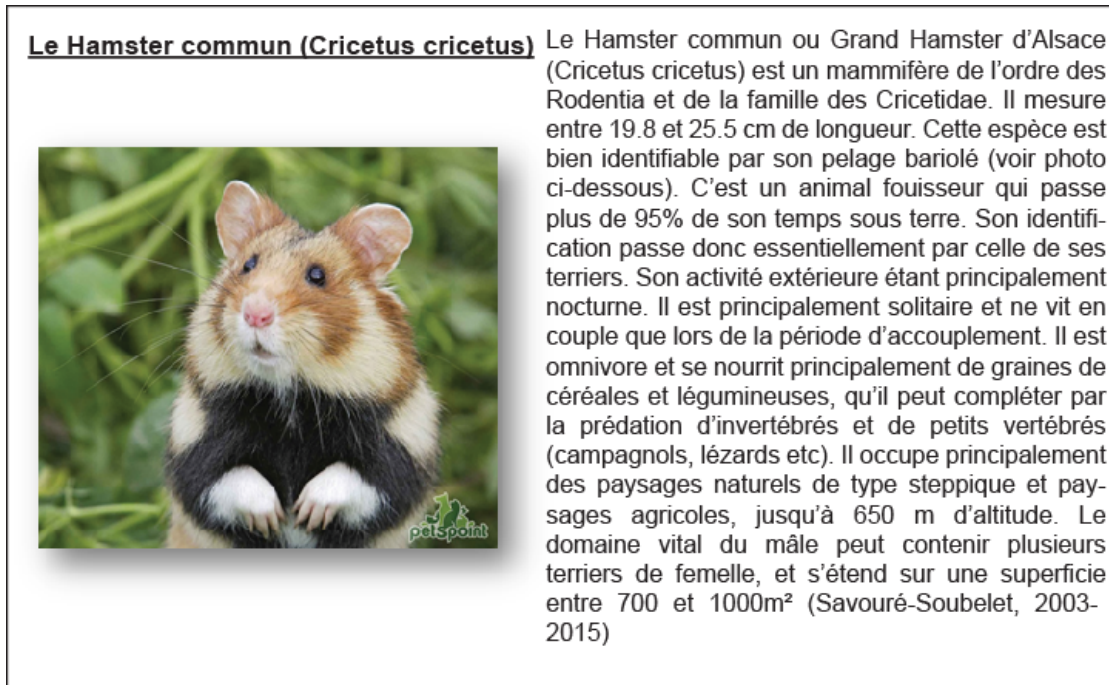 Le Hamster commun (Cricetus cricetus)
Le Hamster commun ou Grand Hamster d’Alsace
(Cricetus cricetus) est un mammifère de l’ordre des
Rodentia et de la famille des Cricetidae. Il mesure
entre 19.8 et 25.5 cm de longueur. Cette espèce est
bien identifiable par son pelage bariolé (voir photo
ci-dessous). C’est un animal fouisseur qui passe
plus de 95% de son temps sous terre. Son identifi-
cation passe donc essentiellement par celle de ses
terriers. Son activité extérieure étant principalement
nocturne. Il est principalement solitaire et ne vit en
couple que lors de la période d’accouplement. Il est
omnivore et se nourrit principalement de graines de
céréales et légumineuses, qu’il peut compléter par
la prédation d’invertébrés et de petits vertébrés
(campagnols, lézards etc). Il occupe principalement
des paysages naturels de type steppique et pay-
sages agricoles, jusqu’à 650 m d’altitude. Le
domaine vital du mâle peut contenir plusieurs
terriers de femelle, et s’étend sur une superficie
entre 700 et 1000m² (Savouré-Soubelet, 2003-
2015)
petspoint